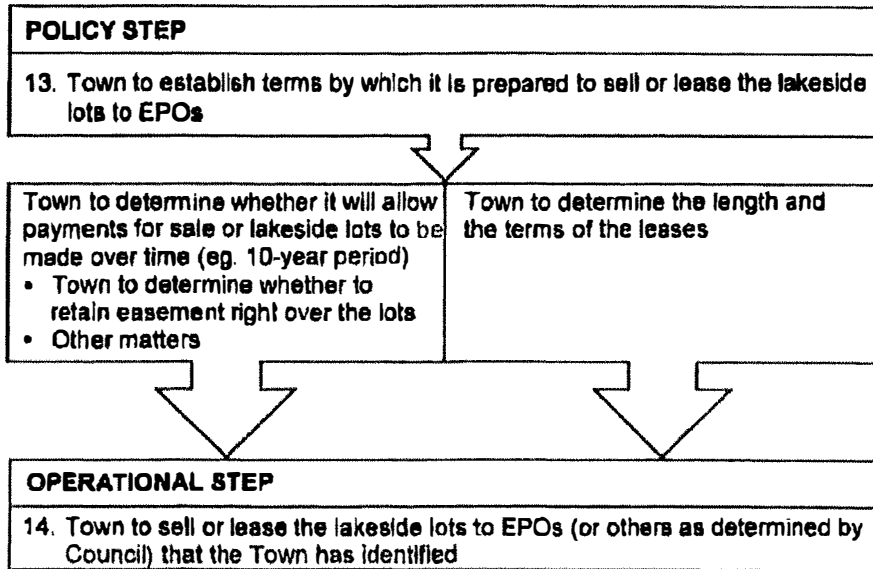 POLICY STEP
13. Town to establish terms by which it is prepared to sell or lease the lakeside
lots to EPOs
Town to determine whether it will allow
payments for sale or lakeside lots to be
made over time (eg. 10-year period)
• Town to determine whether to
retain easement right over the lots
• Other matters
Town to determine the length and
the terms of the leases
OPERATIONAL STEP
14. Town to sell or lease the lakeside lots to EPOs (or others as determined by
Council) that the Town has identified